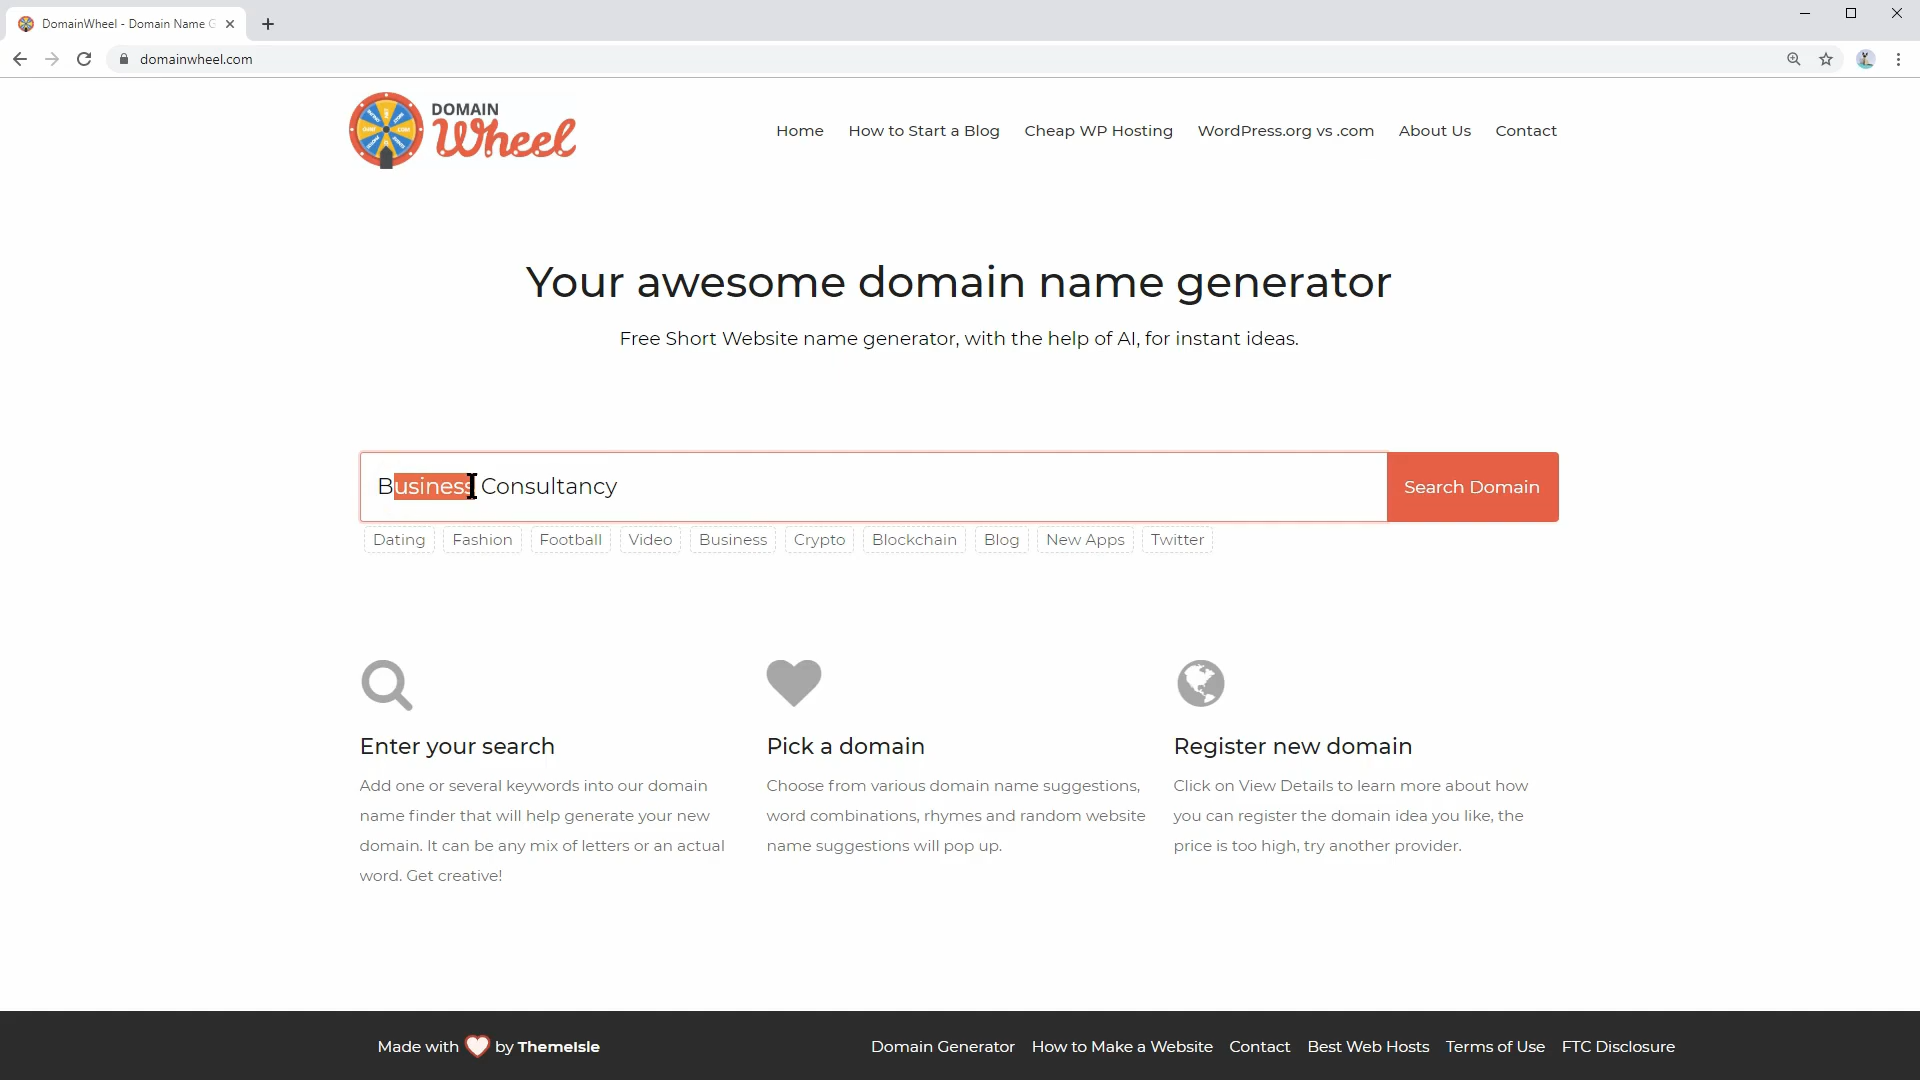 DomainWheel - Domain Name G
domainwheel.com
DOMAIN
Wheel
Home How to Start a Blog Cheap WP Hosting WordPress.org vs .com About Us Contact
Your awesome domain name generator
Free Short Website name generator, with the help of AI, for instant ideas.
Business Consultancy
Search Domain
Dating Fashion Football Video Business Crypto Blockchain Blog New Apps Twitter
Enter your search
Add one or several keywords into our domain
name finder that will help generate your new
domain. It can be any mix of letters or an actual
word. Get creative!
Pick a domain
Choose from various domain name suggestions,
word combinations, rhymes and random website
name suggestions will pop up.
Register new domain
Click on View Details to learn more about how
you can register the domain idea you like, the
price is too high, try another provider.
Made with by ThemeIsle
Domain Generator How to Make a Website Contact Best Web Hosts Terms of Use FTC Disclosure